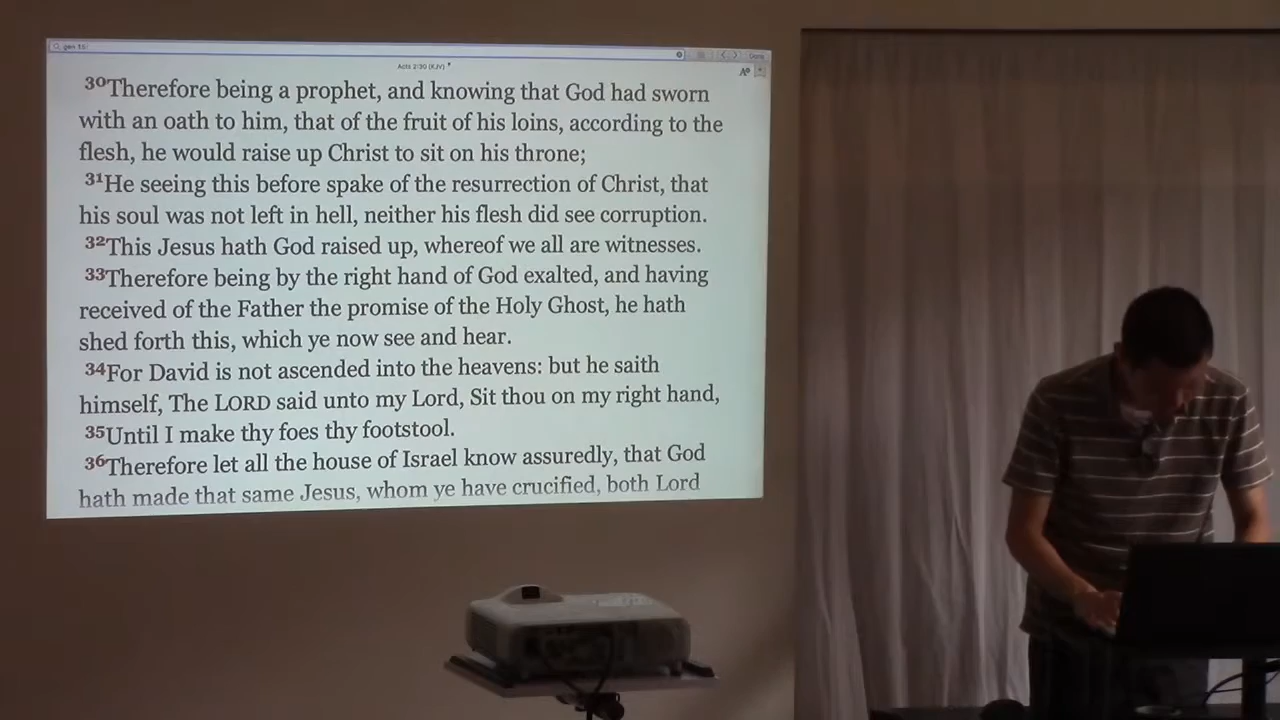 gen 15:
Acts 2:30 (KJV)
30Therefore being a prophet, and knowing that God had sworn
with an oath to him, that of the fruit of his loins, according to the
flesh, he would raise up Christ to sit on his throne;
31He seeing this before spake of the resurrection of Christ, that
his soul was not left in hell, neither his flesh did see corruption.
32This Jesus hath God raised up, whereof we all are witnesses.
33Therefore being by the right hand of God exalted, and having
received of the Father the promise of the Holy Ghost, he hath
shed forth this, which ye now see and hear.
34For David is not ascended into the heavens: but he saith
himself, The LORD said unto my Lord, Sit thou on my right hand,
35Until I make thy foes thy footstool.
36Therefore let all the house of Israel know assuredly, that God
hath made that same Jesus, whom ye have crucified, both Lord